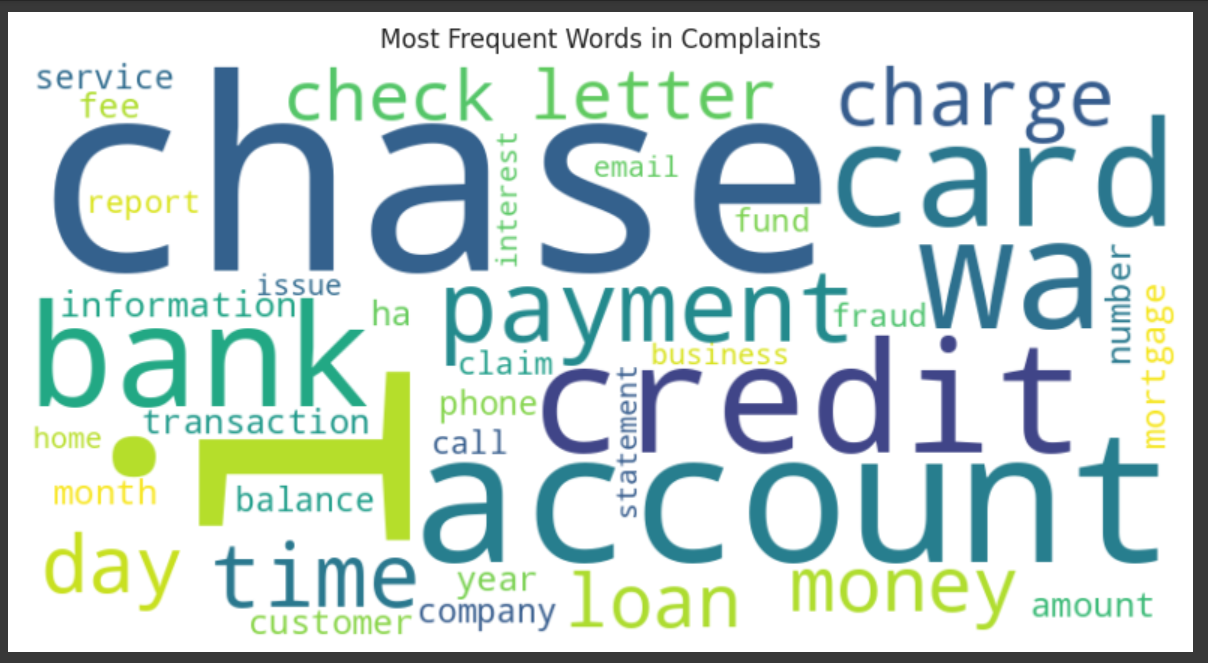 Most Frequent Words in Complaints
service
fee
check
letter
charge
chase
card
report
interest
email
fund
wa
number
issue
information
ha
payment
fraud
mortgage
bank
claim
business
credit
transaction
phone
statement
home
i
call
account
month
balance
day
time
year
loan
money
amount
customer
company